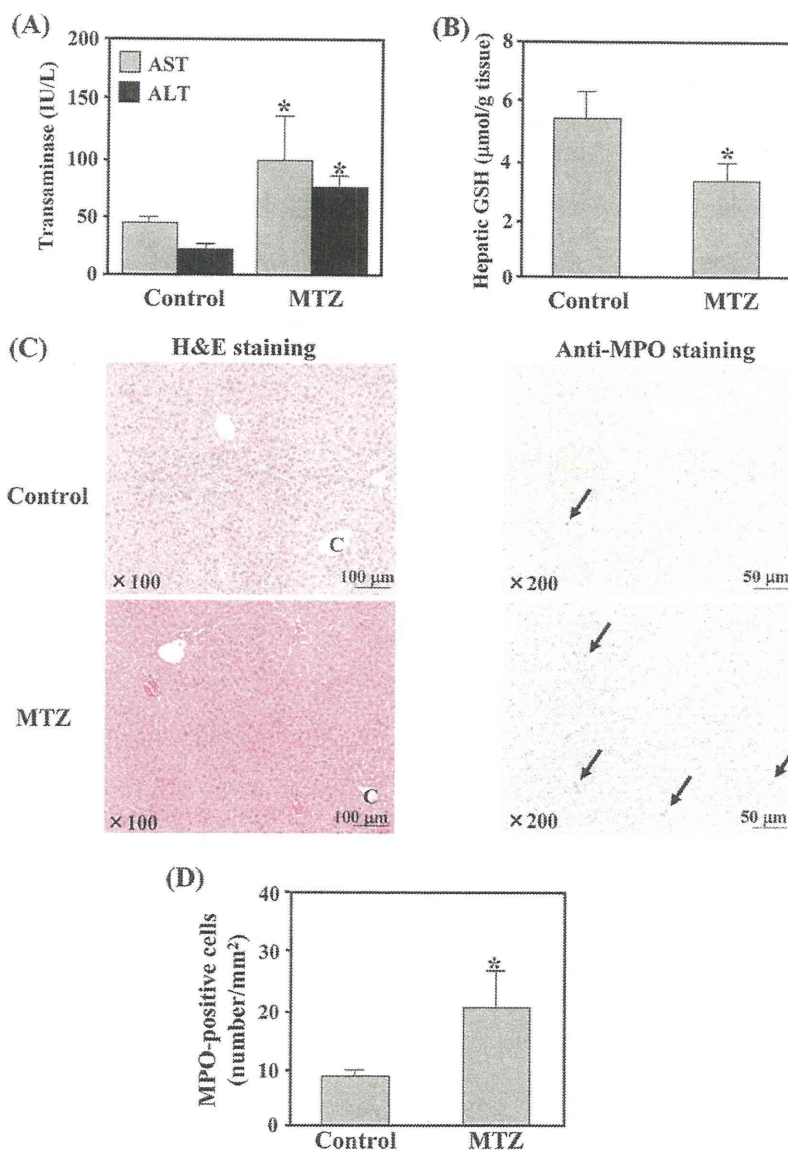 (A)
Transaminase (IU/L)
200
150
100
50
0
AST
ALT
*
*
Control
MTZ
(B)
Hepatic GSH (μmol/g tissue)
8
6
4
2
0
*
Control
MTZ
(C)
H&E staining
Anti-MPO staining
Control
C
×100
100 μm
×200
50 μm
MTZ
C
×100
100 μm
×200
50 μm
(D)
MPO-positive cells
(number/mm²)
40
30
20
10
0
*
Control
MTZ